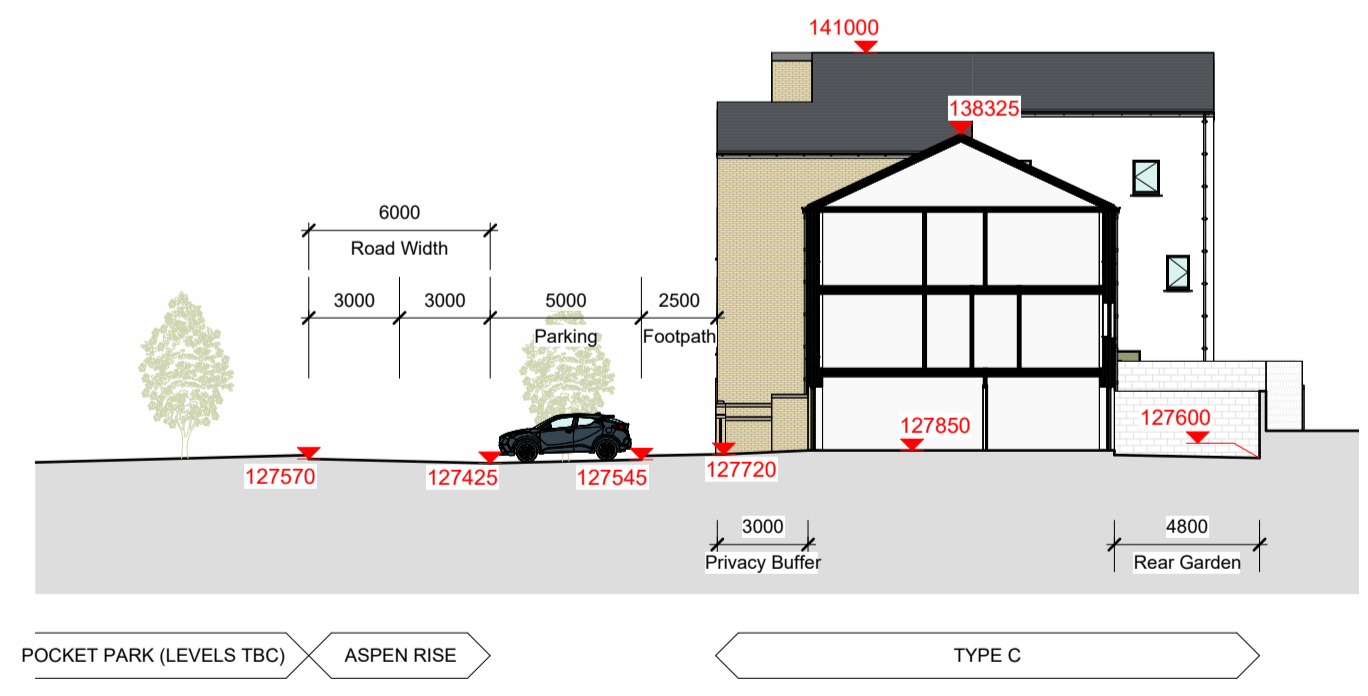 141000
138325
6000
Road Width
3000
3000
5000
2500
Parking
Footpath
127850
127600
127570
127425
127545
127720
3000
4800
Privacy Buffer
Rear Garden
POCKET PARK (LEVELS TBC)
ASPEN RISE
TYPE C